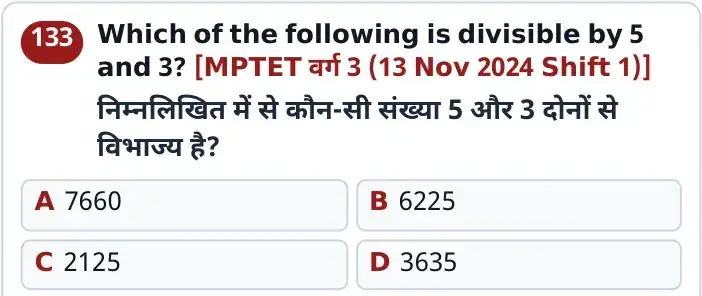 133 Which of the following is divisible by 5
and 3? [MPTET वर्ग 3 (13 Nov 2024 Shift 1)]
निम्नलिखित में से कौन-सी संख्या 5 और 3 दोनों से
विभाज्य है?
A 7660
B 6225
C 2125
D 3635